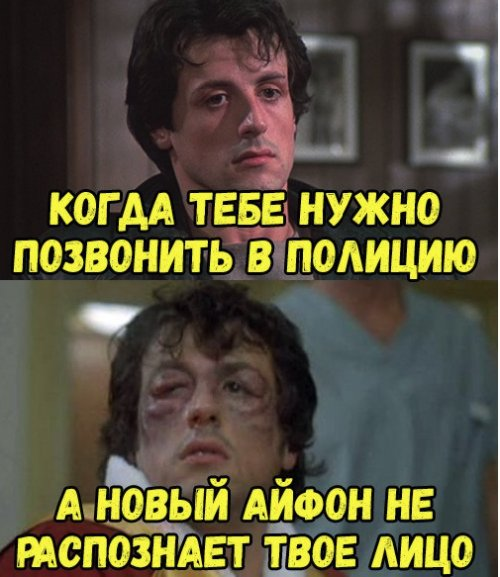 КОГДА ТЕБЕ НУЖНО
ПОЗВОНИТЬ В ПОЛИЦИЮ
А НОВЫЙ АЙФОН НЕ
РАСПОЗНАЕТ ТВОЕ ЛИЦО